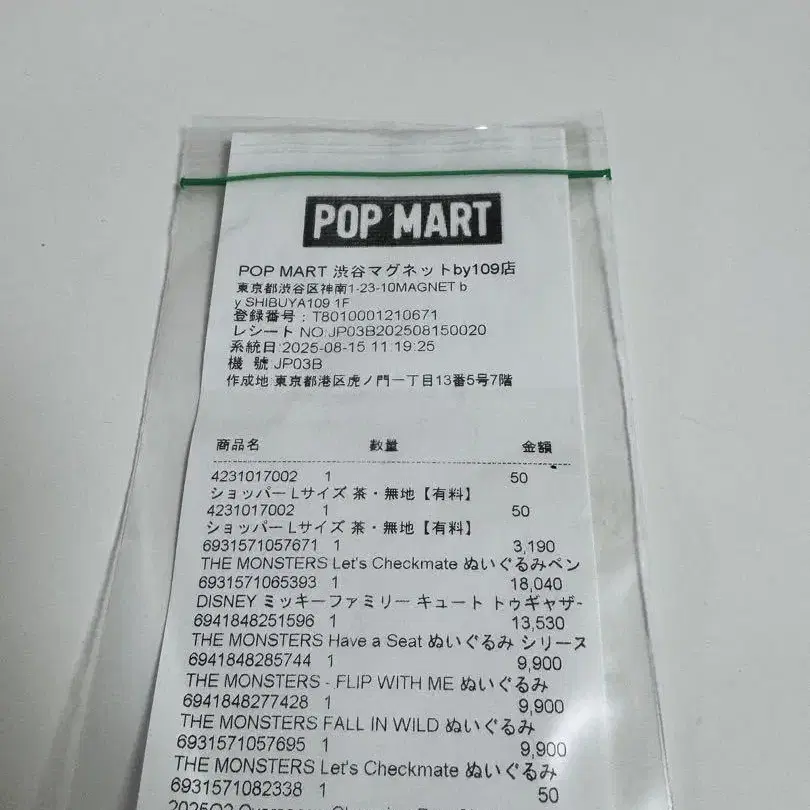 POP MART
POP MART 渋谷マグネットby109店
東京都渋谷区神南1-23-10MAGNET b
y SHIBUYA109 1F
登録番号：T8010001210671
レシート NO:JP03B202508150020
系統日:2025-08-15 11:19:25
機 號:JP03B
作成地:東京都港区虎ノ門一丁目13番5号7階
商品名 數量 金額
4231017002 1 50
ショッパー Lサイズ 茶・無地【有料】
4231017002 1 50
ショッパー Lサイズ 茶・無地【有料】
6931571057671 1 3,190
THE MONSTERS Let's Checkmate ぬいぐるみペン
6931571065393 1 18,040
DISNEY ミッキーファミリー キュート トゥギャザ-
6941848251596 1 13,530
THE MONSTERS Have a Seat ぬいぐるみ シリーズ
6941848285744 1 9,900
THE MONSTERS - FLIP WITH ME ぬいぐるみ
6941848277428 1 9,900
THE MONSTERS FALL IN WILD ぬいぐるみ
6931571057695 1 9,900
THE MONSTERS Let's Checkmate ぬいぐるみ
6931571082338 1 50